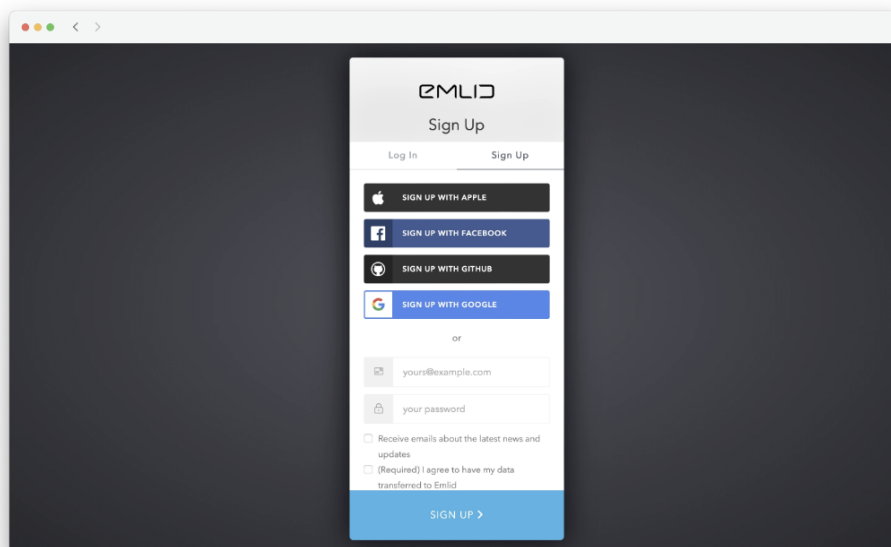 EMLID
Sign Up
Log In
Sign Up
SIGN UP WITH APPLE
SIGN UP WITH FACEBOOK
SIGN UP WITH GITHUB
SIGN UP WITH GOOGLE
or
yours@example.com
your password
Receive emails about the latest news and
updates
(Required) I agree to have my data
transferred to Emlid
SIGN UP